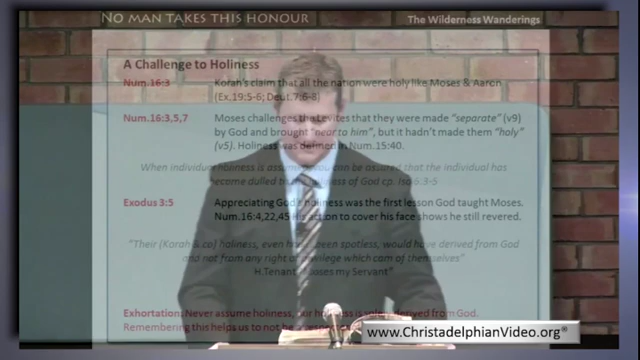 NO MAN TAKES THIS HONOUR
The Wilderness Wanderings
A Challenge to Holiness
Num.16:3 Korah's claim that all the nation were holy like Moses & Aaron
(Ex.19:5-6; Deut.7:6-8)
Num.16:3,5,7 Moses challenges the Levites that they were made "separate" (v9)
by God and brought "near to him", but it hadn't made them "holy"
(v5). Holiness was defined in Num.15:40.
When individual holiness is assumed, you can be assured that the individual has
become dulled to the holiness of God cp. Isa 6:3-5
Exodus 3:5 Appreciating God's holiness was the first lesson God taught Moses.
Num.16:4,22,45 His action to cover his face shows he still revered.
"Their (Korah & co) holiness, even had it been spotless, would have derived from God
and not from any right or privilege which cam of themselves"
H.Tenant "Moses my Servant"
Exhortation: Never assume holiness, our holiness is solely derived from God.
Remembering this helps us to not be
www.ChristadelphianVideo.org®